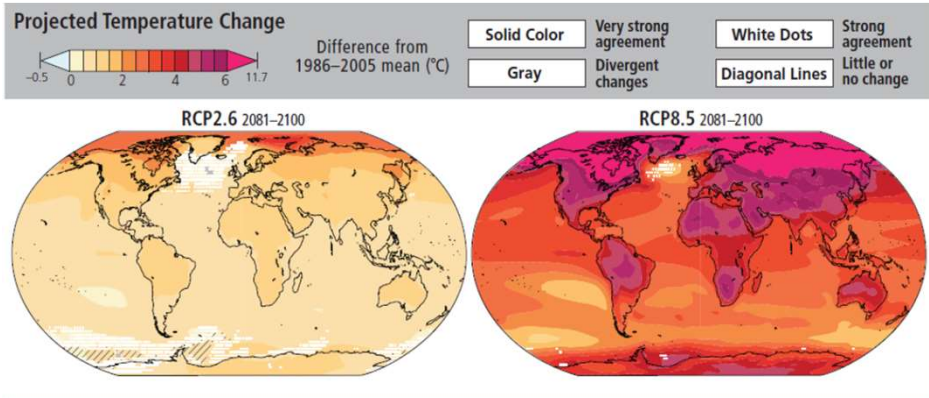 Projected Temperature Change
−0.5 0 2 4 6 11.7
Difference from
1986–2005 mean (°C)
Solid Color
Very strong
agreement
White Dots
Strong
agreement
Gray
Divergent
changes
Diagonal Lines
Little or
no change
RCP2.6 2081–2100
RCP8.5 2081–2100